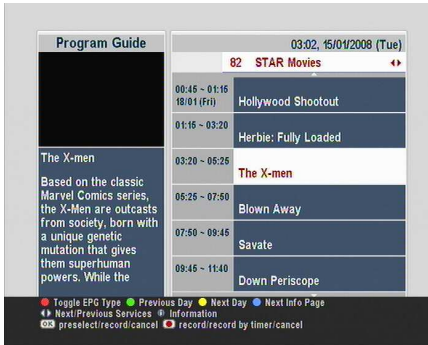 Program Guide
03:02, 15/01/2008 (Tue)
82 STAR Movies
00:45 ~ 01:15
18/01 (Fri)
Hollywood Shootout
01:15 ~ 03:20
Herbie: Fully Loaded
03:20 ~ 05:25
The X-men
05:25 ~ 07:50
Blown Away
07:50 ~ 09:45
Savate
09:45 ~ 11:40
Down Periscope
The X-men
Based on the classic
Marvel Comics series,
the X-Men are outcasts
from society, born with
a unique genetic
mutation that gives
them superhuman
powers. While the
Toggle EPG Type Previous Day Next Day Next Info Page
Next/Previous Services Information
OK preselect/record/cancel record/record by timer/cancel